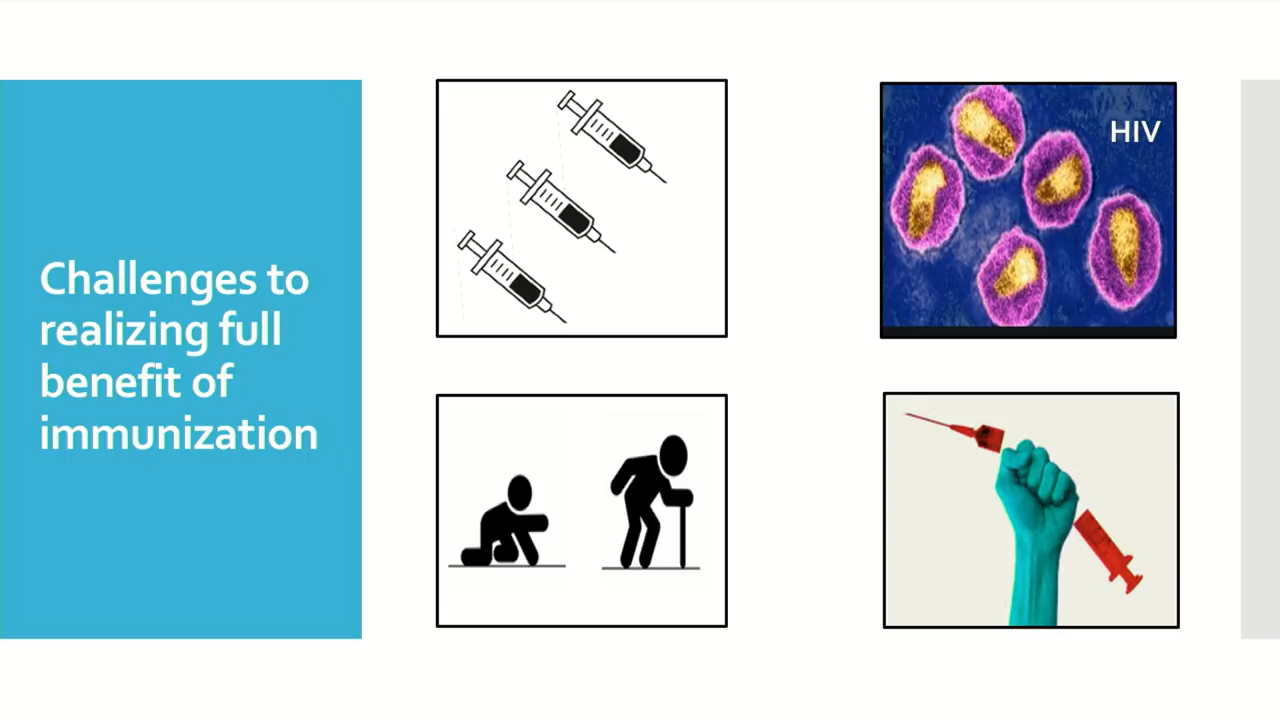 Challenges to
realizing full
benefit of
immunization
HIV